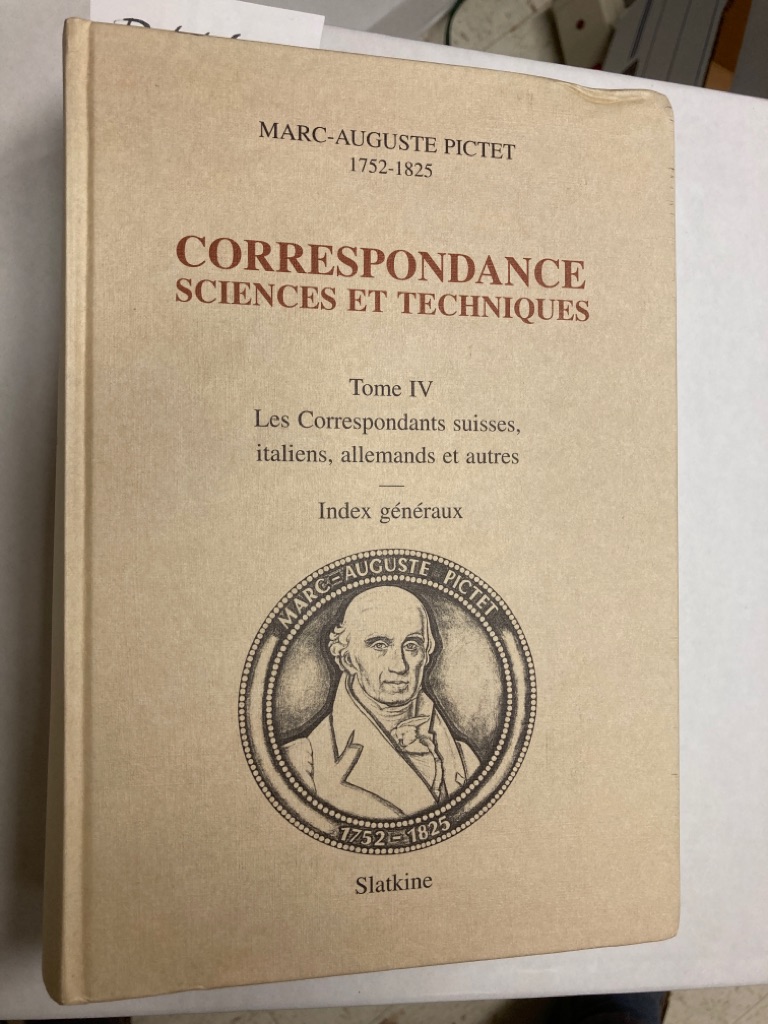 MARC-AUGUSTE PICTET
1752-1825
CORRESPONDANCE
SCIENCES ET TECHNIQUES
Tome IV
Les Correspondants suisses,
italiens, allemands et autres
Index généraux
MARC-AUGUSTE PICTET
1752-1825
Slatkine